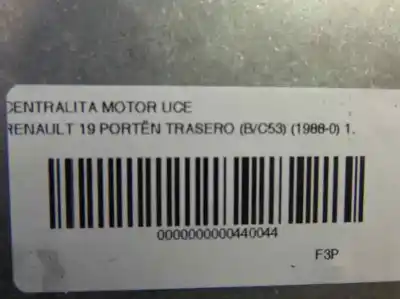 CENTRALITA MOTOR UCE
RENAULT 19 PORTËN TRASERO (B/C53) (1988-0) 1.
0000000000440044
F3P